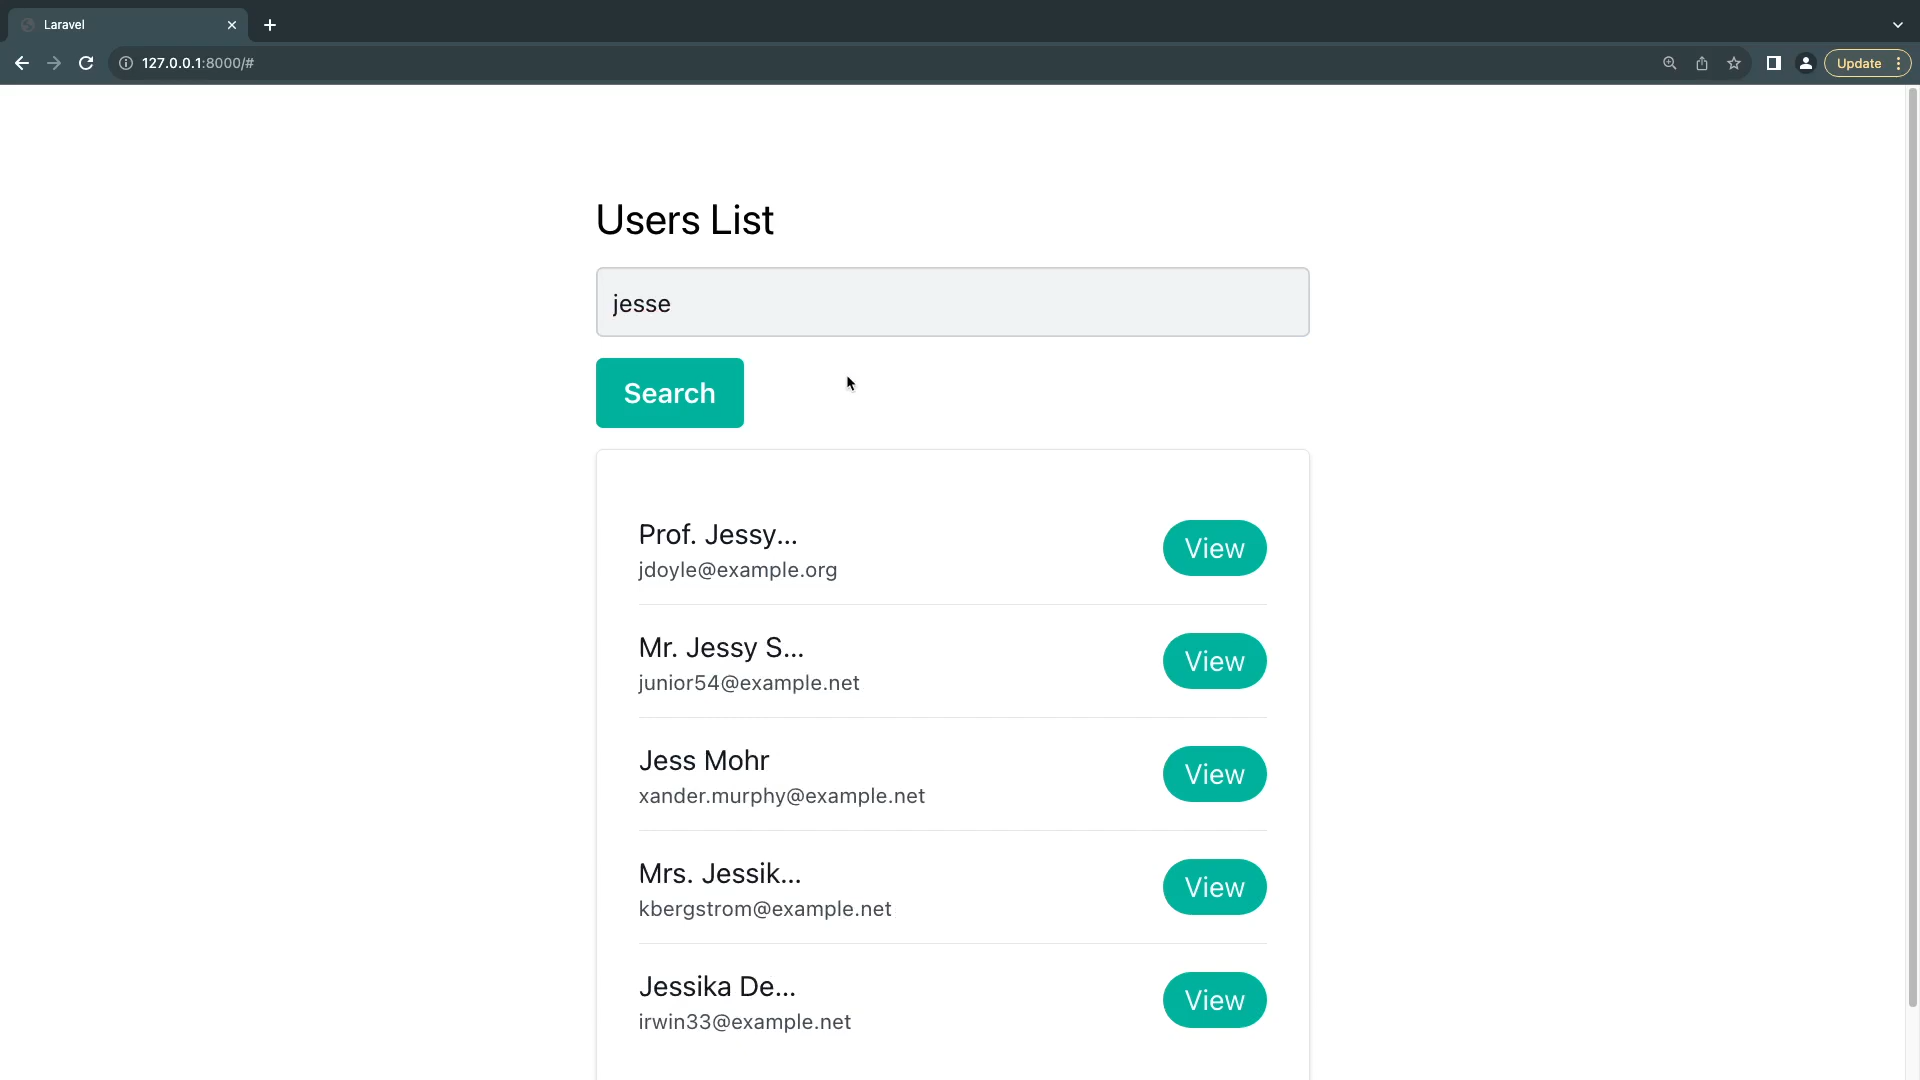 Laravel
127.0.0.1:8000/#
Update
Users List
jesse
Search
Prof. Jessy...
jdoyle@example.org
View
Mr. Jessy S...
junior54@example.net
View
Jess Mohr
xander.murphy@example.net
View
Mrs. Jessik...
kbergstrom@example.net
View
Jessika De...
irwin33@example.net
View